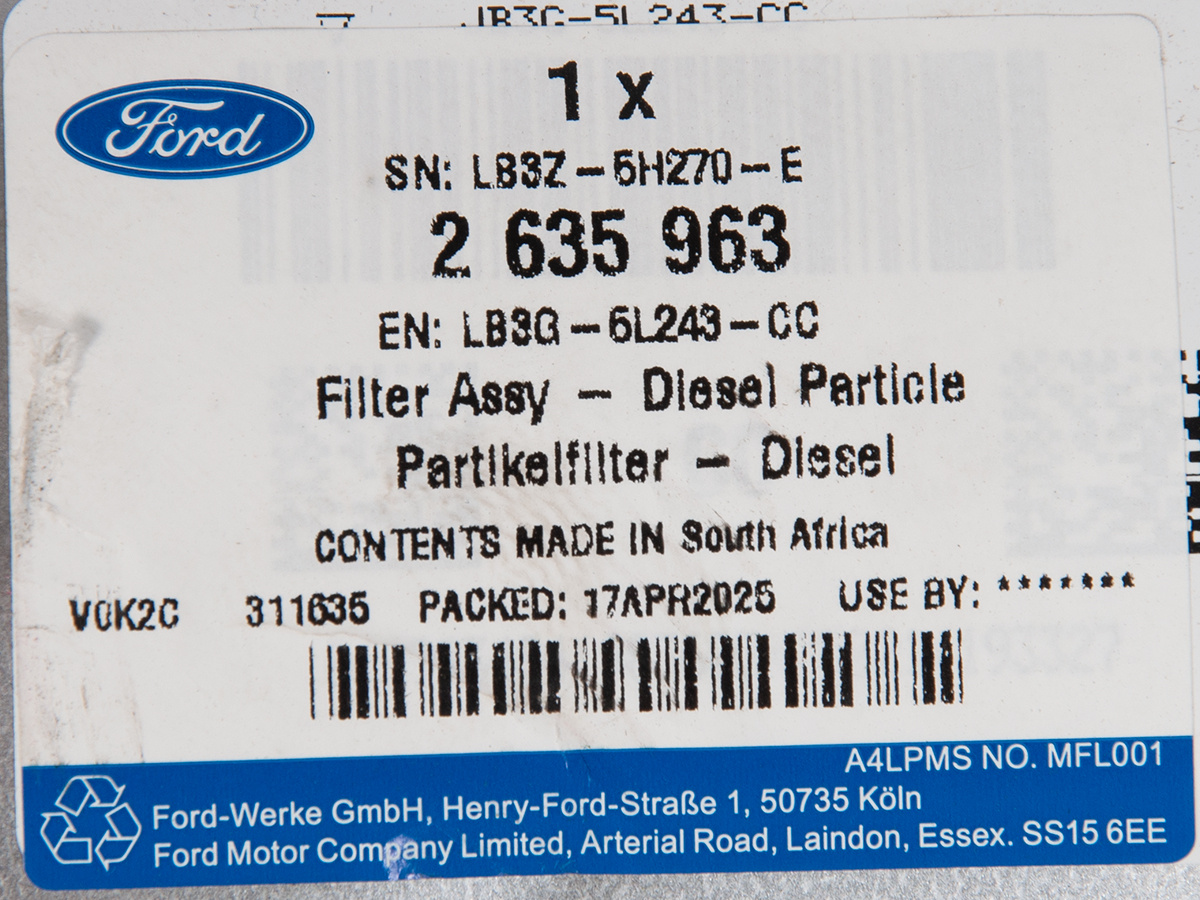 JB3G-5L243-CC
Ford
1 x
SN: LB3Z-5H270-E
2 635 963
EN: LB3G-5L243-CC
Filter Assy - Diesel Particle
Partikelfilter - Diesel
CONTENTS MADE IN South Africa
V0K2C 311635 PACKED: 17APR2025 USE BY: *******
A4LPMS NO. MFL001
Ford-Werke GmbH, Henry-Ford-Straße 1, 50735 Köln
Ford Motor Company Limited, Arterial Road, Laindon, Essex. SS15 6EE